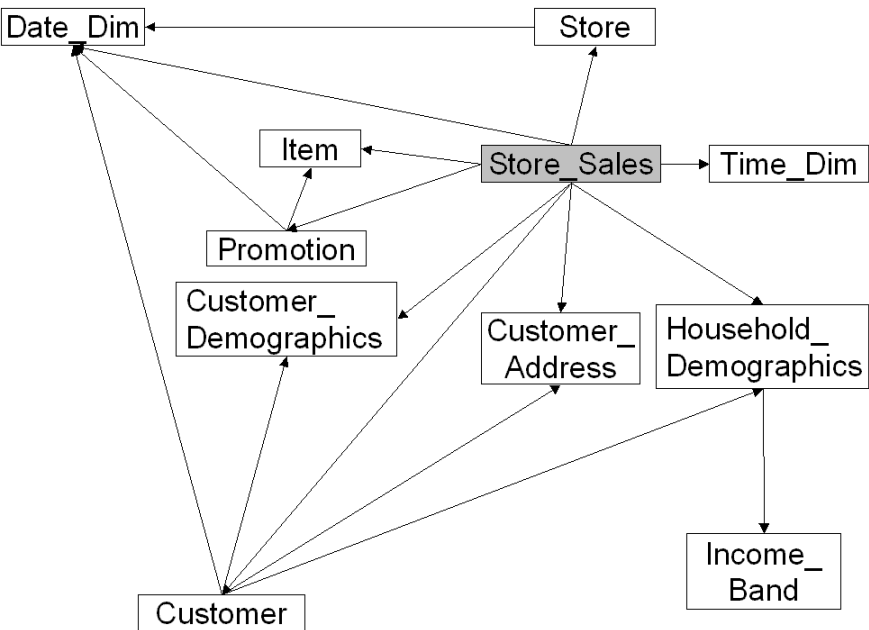 Date_Dim
Store
Item
Store_Sales
Time_Dim
Promotion
Customer_
Demographics
Customer_
Address
Household_
Demographics
Income_
Band
Customer